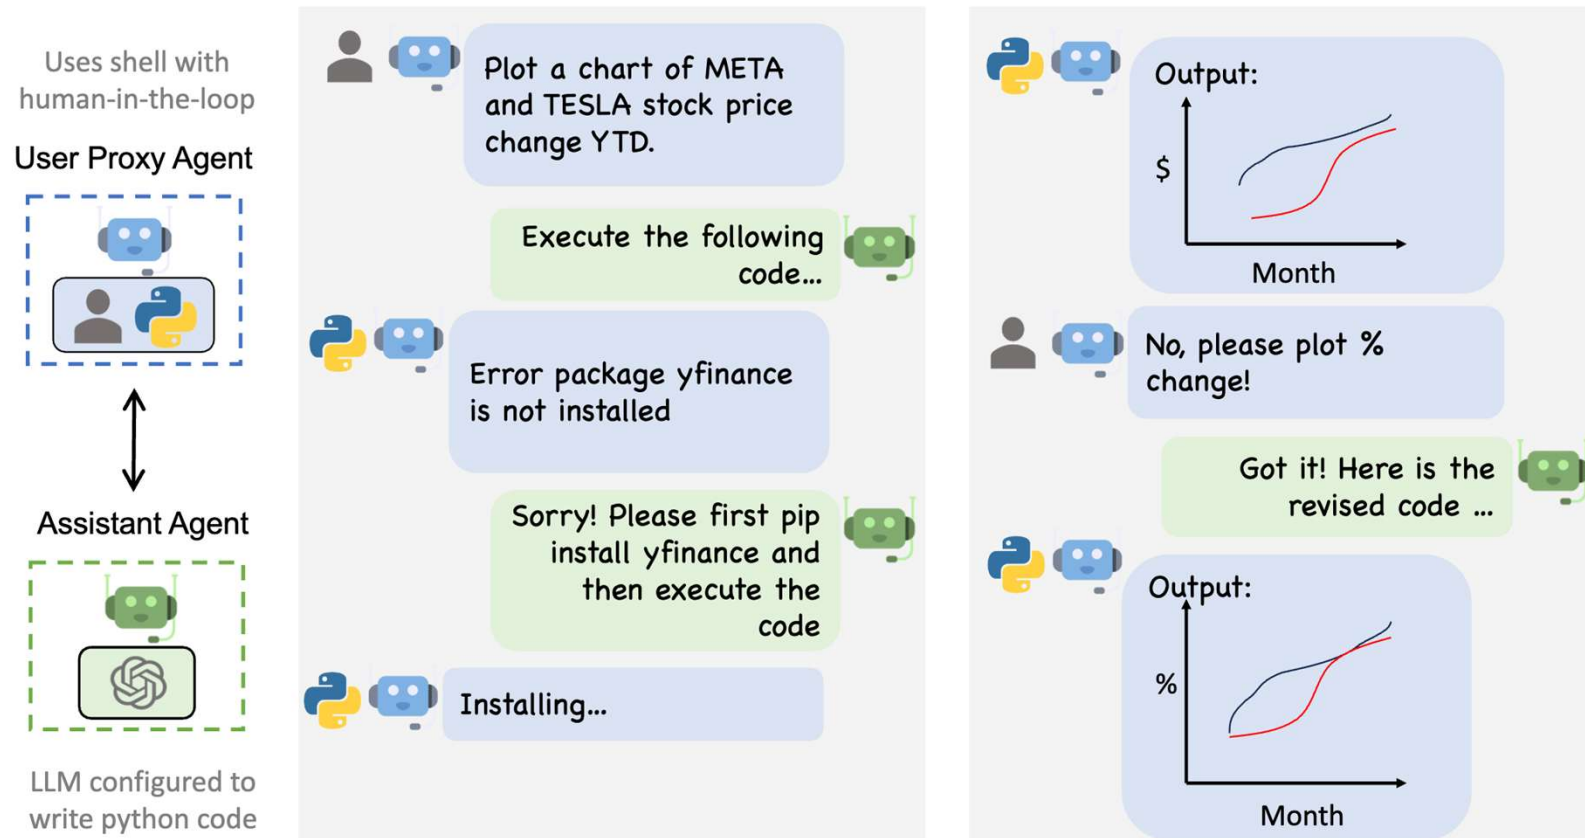 Uses shell with
human-in-the-loop
User Proxy Agent
Assistant Agent
LLM configured to
write python code
Plot a chart of META
and TESLA stock price
change YTD.
Execute the following
code...
Error package yfinance
is not installed
Sorry! Please first pip
install yfinance and
then execute the
code
Installing...
Output:
$
Month
No, please plot %
change!
Got it! Here is the
revised code ...
Output:
%
Month